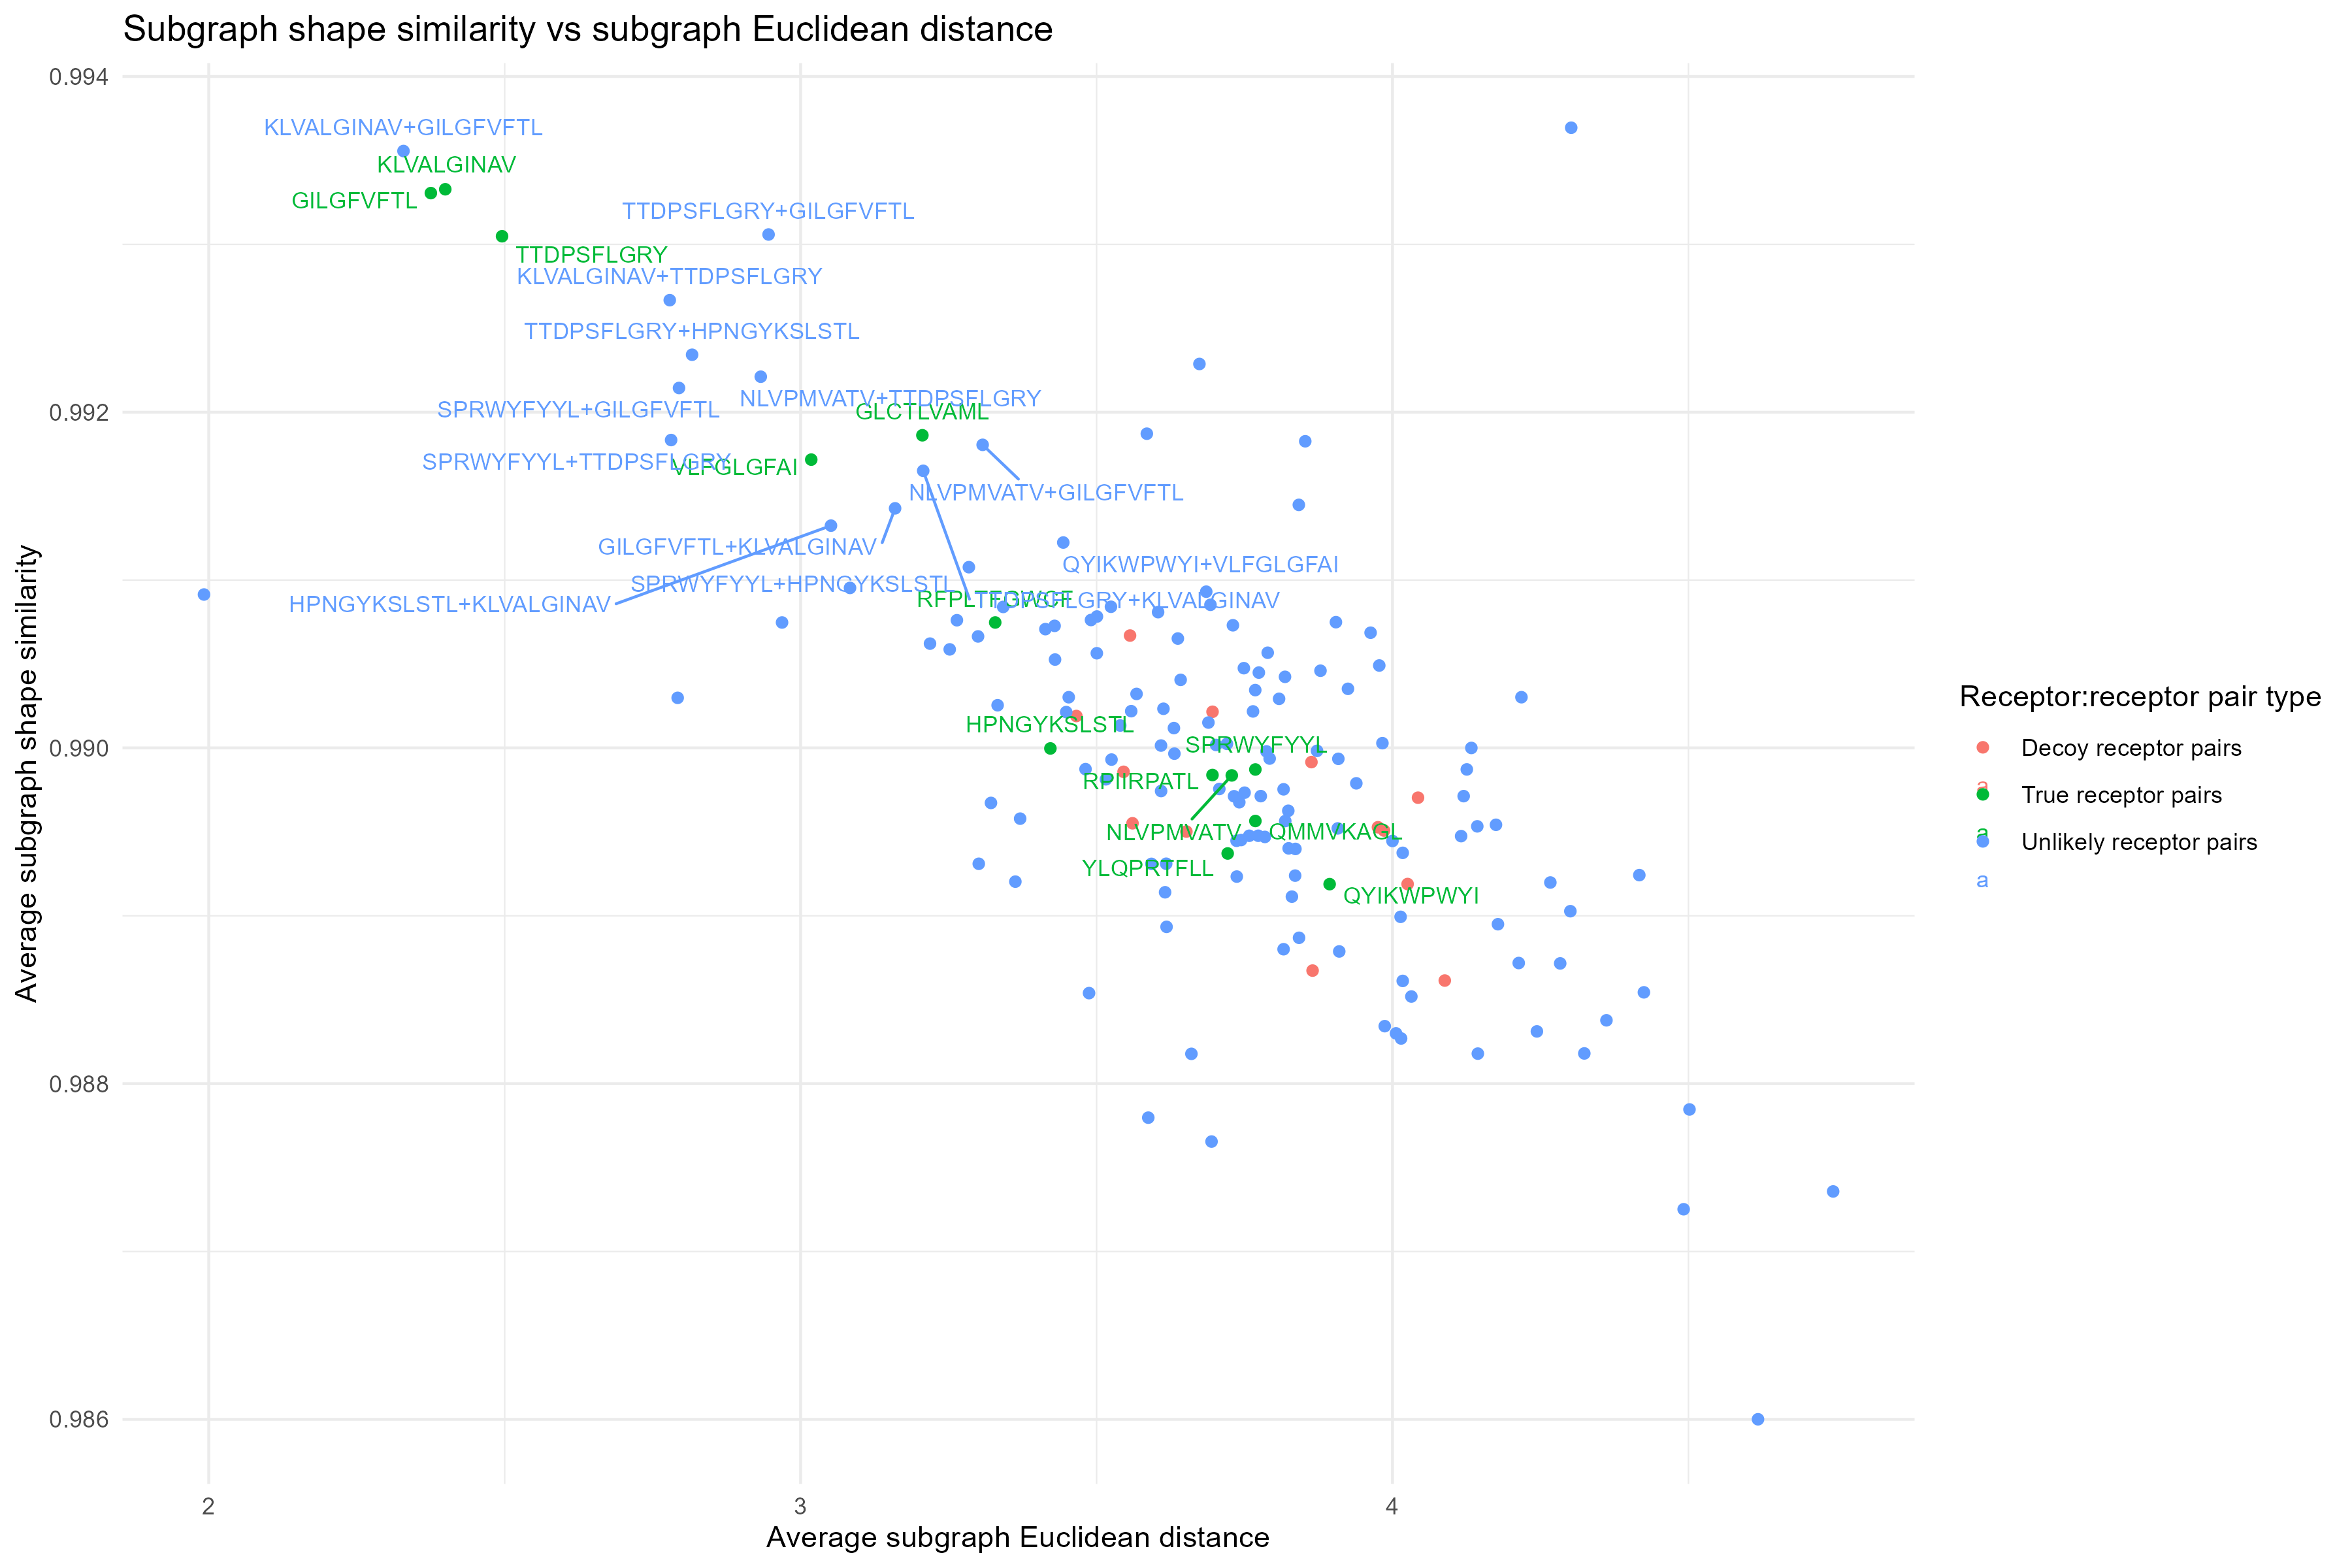 Subgraph shape similarity vs subgraph Euclidean distance
0.994
0.992
0.990
0.988
0.986
Average subgraph shape similarity
KLVALGINAV+GILGFVFTL
KLVALGINAV
GILGFVFTL
TTDPSFLGRY+GILGFVFTL
TTDPSFLGRY
KLVALGINAV+TTDPSFLGRY
TTDPSFLGRY+HPNGYKSLSTL
NLVPMVATV+TTDPSFLGRY
SPRWYFYYL+GILGFVFTL
GLCTLVAML
SPRWYFYYL+TTDPSFLGRY
VLFGLGFAI
NLVPMVATV+GILGFVFTL
GILGFVFTL+KLVALGINAV
QYIKWPWYI+VLFGLGFAI
SPRWYFYYL+HPNGYKSLSTL
HPNGYKSLSTL+KLVALGINAV
RFPLTFGWCF
TTDPSFLGRY+KLVALGINAV
HPNGYKSLSTL
SPRWYFYYL
RPIIRPATL
NLVPMVATV
QMMVKAGL
YLQPRTFLL
QYIKWPWYI
2
3
4
Average subgraph Euclidean distance
Receptor:receptor pair type
Decoy receptor pairs
a
True receptor pairs
a
Unlikely receptor pairs
a